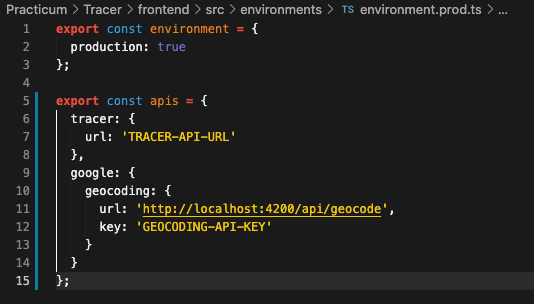 Practicum > Tracer > frontend > src > environments > TS environment.prod.ts > ...
1 export const environment = {
2   production: true
3 };
4
5 export const apis = {
6   tracer: {
7     url: 'TRACER-API-URL'
8   },
9   google: {
10     geocoding: {
11       url: 'http://localhost:4200/api/geocode',
12       key: 'GEOCODING-API-KEY'
13     }
14   }
15 };